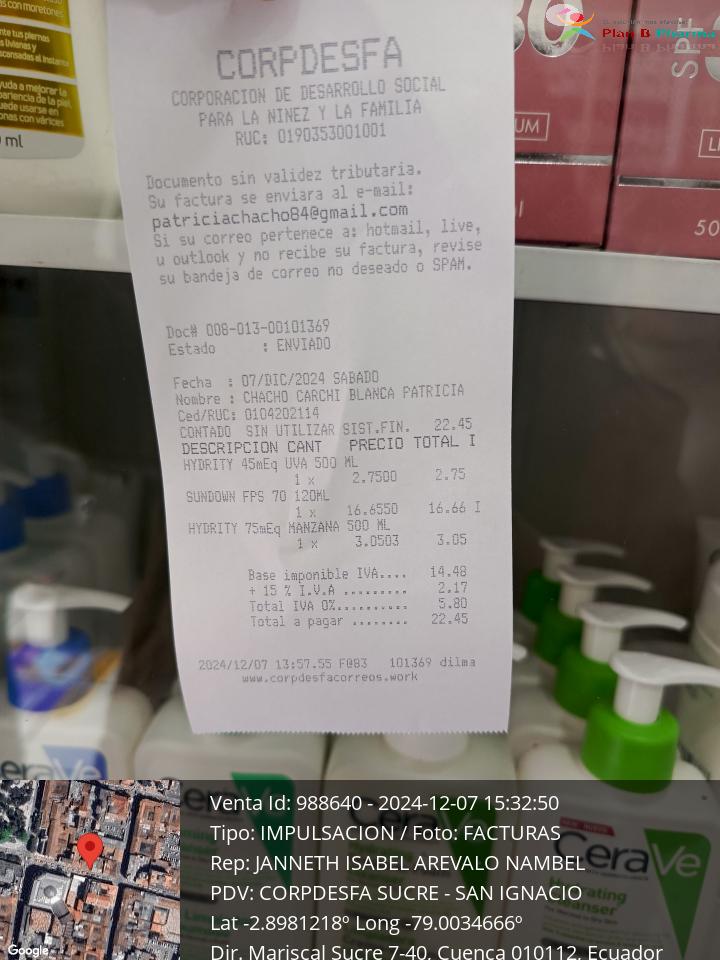 Plan B Pharma
SPF
UM
LI
50
ml
CORPDESFA
CORPORACION DE DESARROLLO SOCIAL
PARA LA NINEZ Y LA FAMILIA
RUC: 0190353001001
Documento sin validez tributaria.
Su factura se enviara al e-mail:
patriciachacho84@gmail.com
Si su correo pertenece a: hotmail, live,
u outlook y no recibe su factura, revise
su bandeja de correo no deseado o SPAM.
Doc# 008-013-00101369
Estado : ENVIADO
Fecha : 07/DIC/2024 SABADO
Nombre : CHACHO CARCHI BLANCA PATRICIA
Ced/RUC: 0104202114
CONTADO SIN UTILIZAR SIST.FIN. 22.45
DESCRIPCION CANT PRECIO TOTAL I
HYDRITY 45mEq UVA 500 ML
1 x 2.7500 2.75
SUNDOWN FPS 70 120ML
1 x 16.6550 16.66 I
HYDRITY 75mEq MANZANA 500 ML
1 x 3.0503 3.05
Base imponible IVA.... 14.48
+ 15 % I.V.A ......... 2.17
Total IVA 0%.......... 5.80
Total a pagar ........ 22.45
2024/12/07 13:57.55 F@83 101369 dilma
www.corpdesfacorreos.work
CeraVe
Hydrating
Cleanser
Google
Venta Id: 988640 - 2024-12-07 15:32:50
Tipo: IMPULSACION / Foto: FACTURAS
Rep: JANNETH ISABEL AREVALO NAMBEL
PDV: CORPDESFA SUCRE - SAN IGNACIO
Lat -2.8981218º Long -79.0034666º
Dir. Mariscal Sucre 7-40, Cuenca 010112, Ecuador